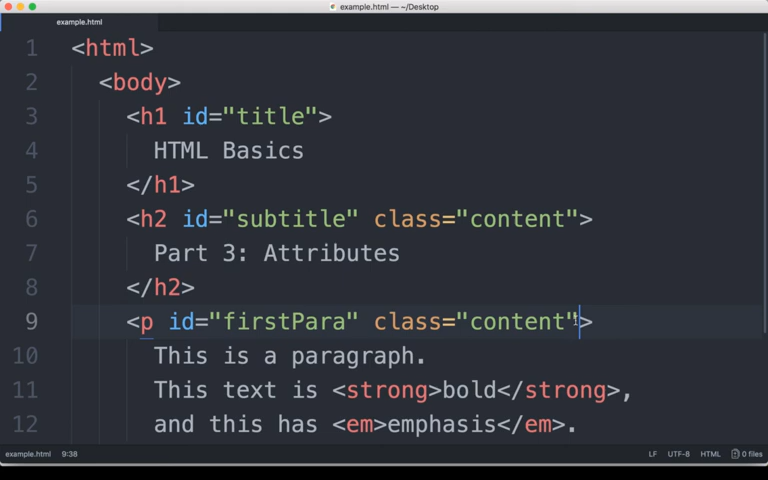 example.html — ~/Desktop
example.html
1 <html>
2 <body>
3 <h1 id="title">
4 HTML Basics
5 </h1>
6 <h2 id="subtitle" class="content">
7 Part 3: Attributes
8 </h2>
9 <p id="firstPara" class="content">
10 This is a paragraph.
11 This text is <strong>bold</strong>,
12 and this has <em>emphasis</em>.
example.html 9:38 LF UTF-8 HTML 0 files